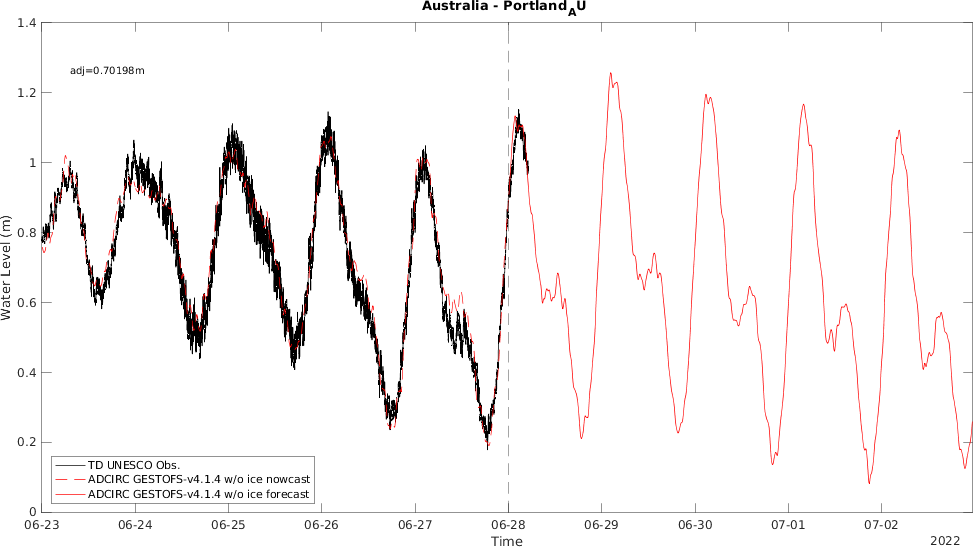 Australia - Portland_AU
adj=0.70198m
Water Level (m)
1.4
1.2
1
0.8
0.6
0.4
0.2
0
TD UNESCO Obs.
ADCIRC GESTOFS-v4.1.4 w/o ice nowcast
ADCIRC GESTOFS-v4.1.4 w/o ice forecast
06-23 06-24 06-25 06-26 06-27 06-28 06-29 06-30 07-01 07-02
Time
2022